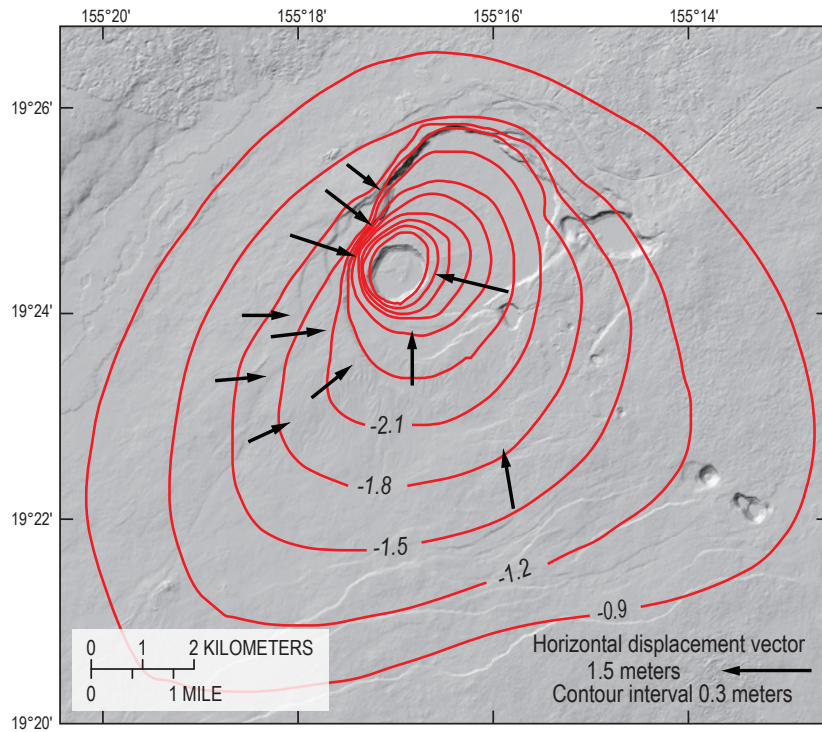 155°20' 155°18' 155°16' 155°14'
19°26'
19°24'
19°22'
19°20'
-2.1
-1.8
-1.5
-1.2
-0.9
0 1 2 KILOMETERS
0 1 MILE
Horizontal displacement vector
1.5 meters
Contour interval 0.3 meters